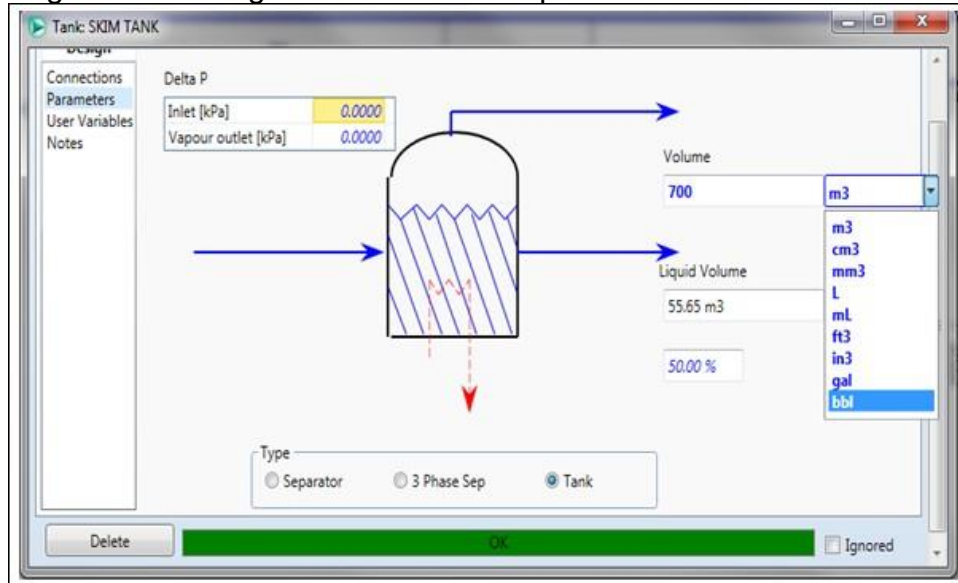 Tank: SKIM TANK
Design
Connections
Parameters
User Variables
Notes
Delta P
Inlet [kPa] 0.0000
Vapour outlet [kPa] 0.0000
Volume
700 m3
m3
cm3
mm3
L
mL
ft3
in3
gal
bbl
Liquid Volume
55.65 m3
50.00 %
Type
Separator 3 Phase Sep Tank
Delete OK Ignored